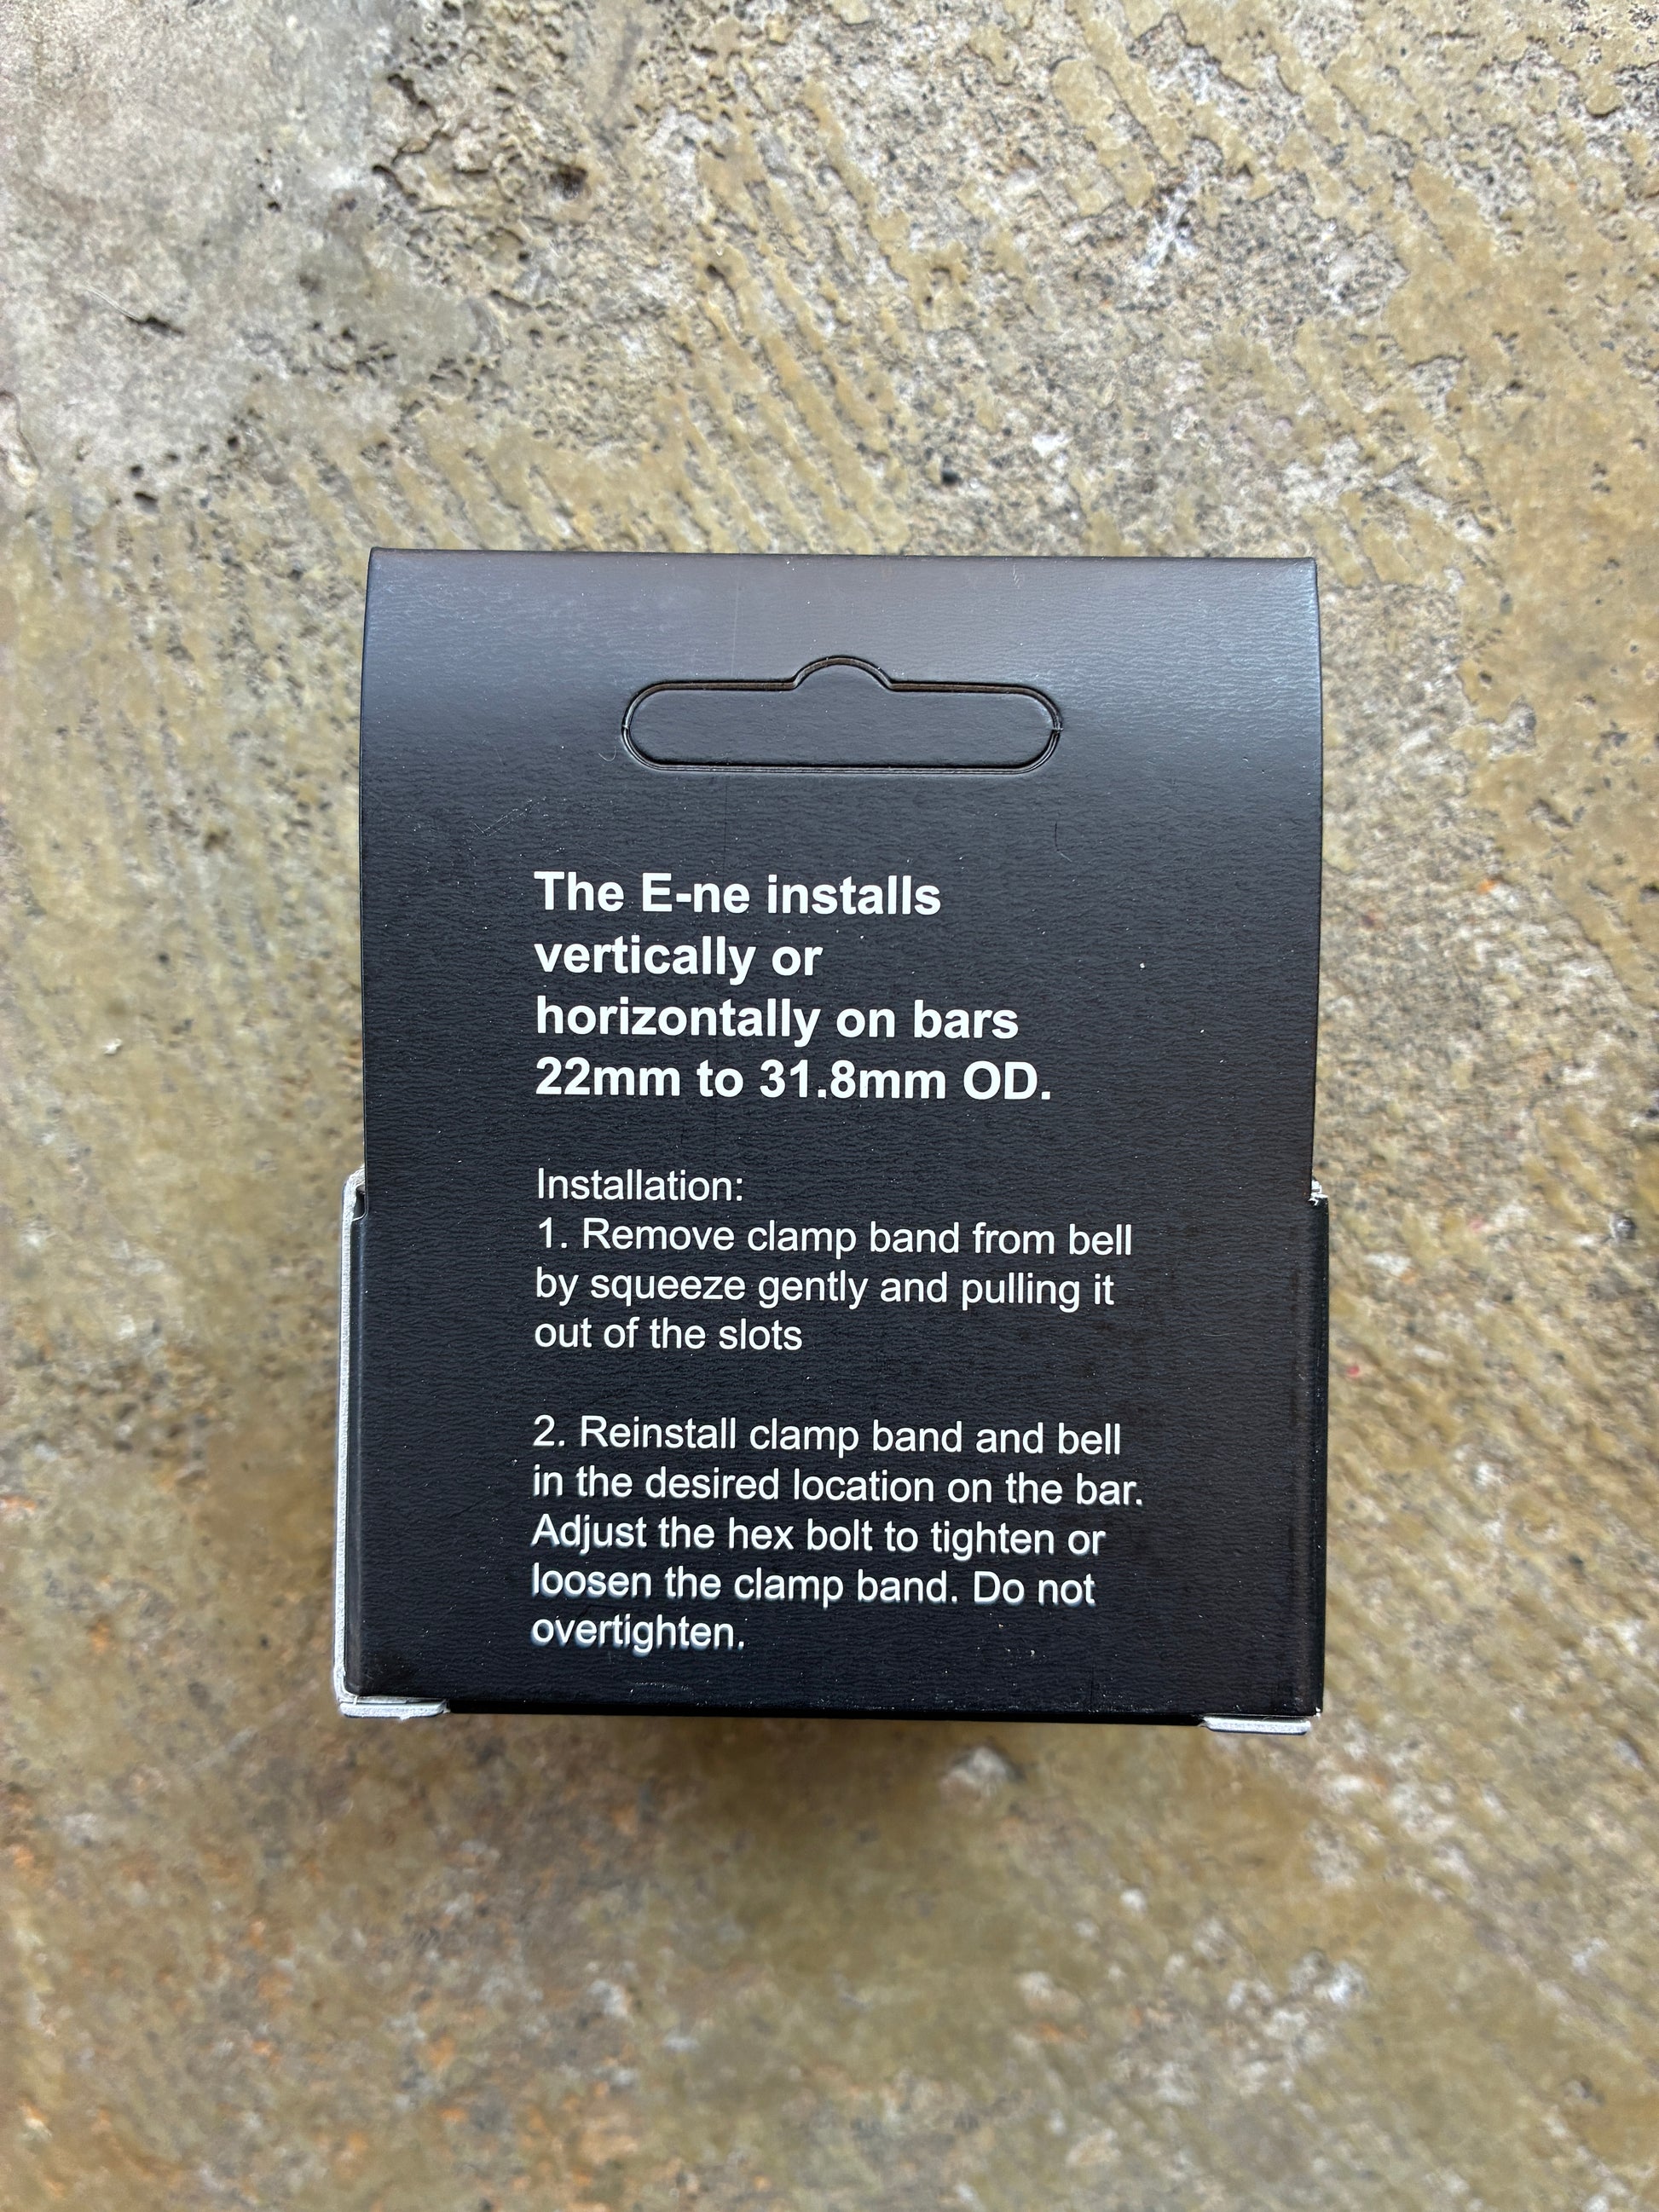 The E-ne installs
vertically or
horizontally on bars
22mm to 31.8mm OD.
Installation:
1. Remove clamp band from bell
by squeeze gently and pulling it
out of the slots
2. Reinstall clamp band and bell
in the desired location on the bar.
Adjust the hex bolt to tighten or
loosen the clamp band. Do not
overtighten.